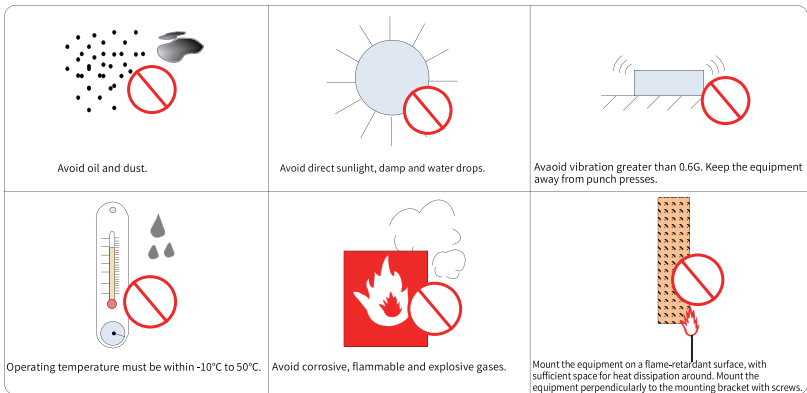 Avoid oil and dust.
Avoid direct sunlight, damp and water drops.
Avaoid vibration greater than 0.6G. Keep the equipment
away from punch presses.
Operating temperature must be within -10°C to 50°C.
Avoid corrosive, flammable and explosive gases.
Mount the equipment on a flame-retardant surface, with
sufficient space for heat dissipation around. Mount the
equipment perpendicularly to the mounting bracket with screws.